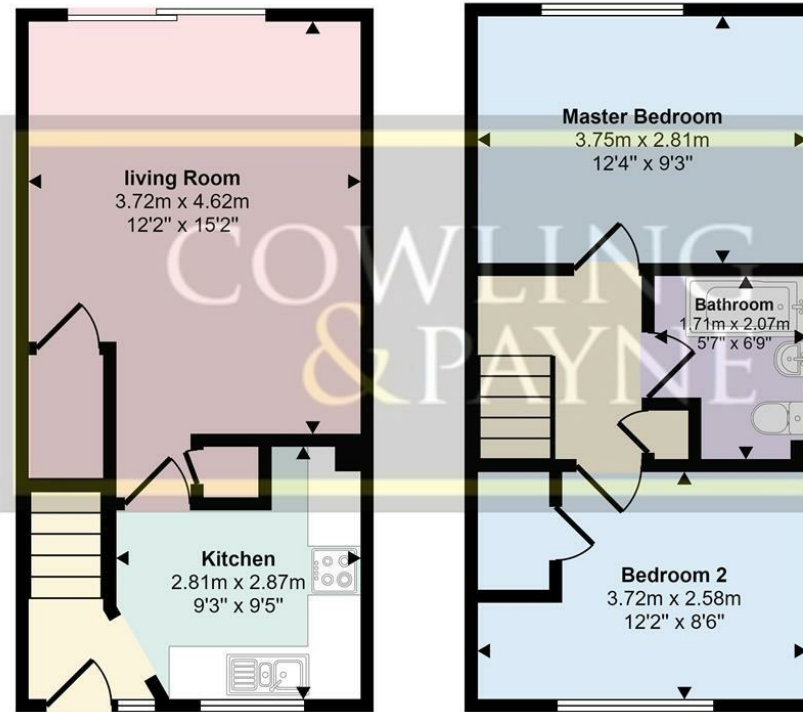 living Room
3.72m x 4.62m
12'2" x 15'2"
Kitchen
2.81m x 2.87m
9'3" x 9'5"
Master Bedroom
3.75m x 2.81m
12'4" x 9'3"
Bathroom
1.71m x 2.07m
5'7" x 6'9"
Bedroom 2
3.72m x 2.58m
12'2" x 8'6"
COWLING
& PAYNE